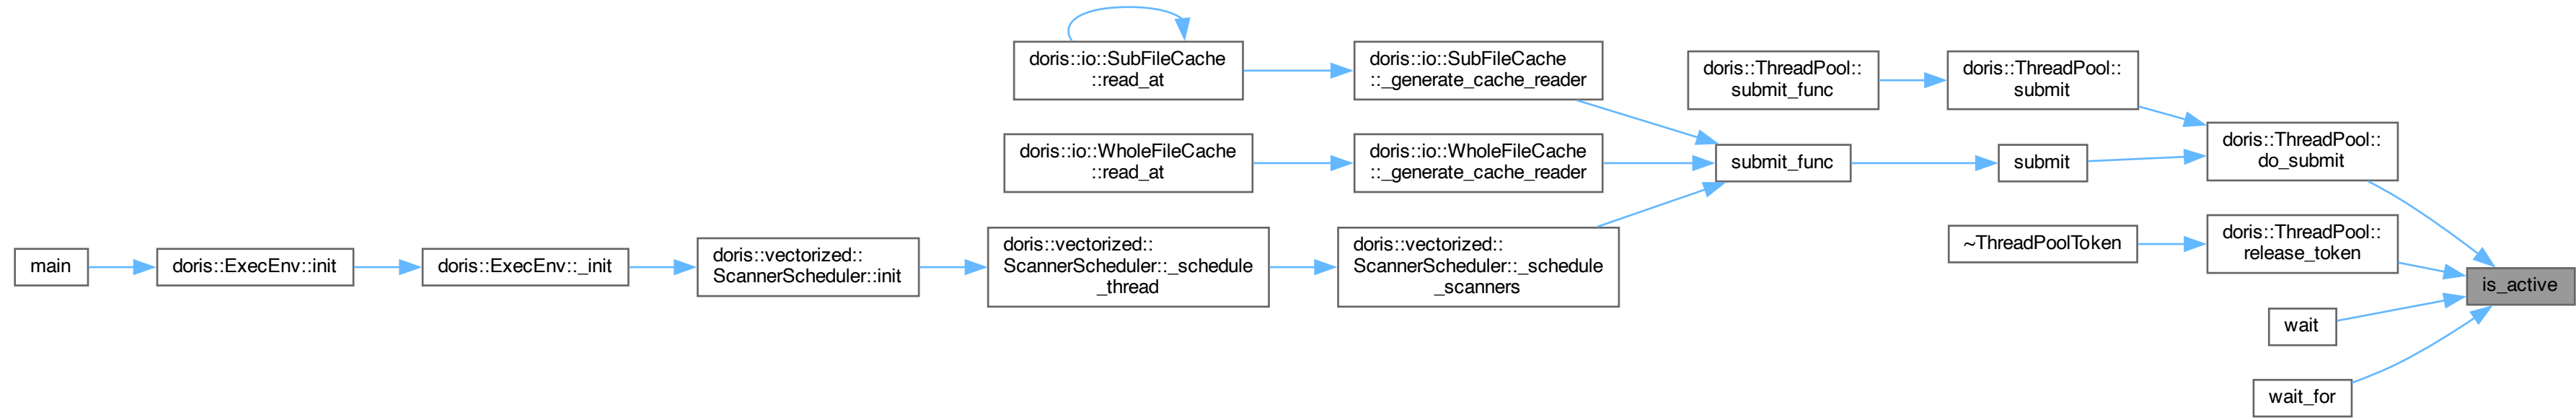 main
doris::ExecEnv::init
doris::ExecEnv::_init
doris::vectorized::
ScannerScheduler::init
doris::io::SubFileCache
::read_at
doris::io::WholeFileCache
::read_at
doris::vectorized::
ScannerScheduler::_schedule
_thread
doris::io::SubFileCache
::_generate_cache_reader
doris::io::WholeFileCache
::_generate_cache_reader
doris::vectorized::
ScannerScheduler::_schedule
_scanners
doris::ThreadPool::
submit_func
submit_func
doris::ThreadPool::
submit
submit
~ThreadPoolToken
doris::ThreadPool::
do_submit
doris::ThreadPool::
release_token
wait
wait_for
is_active